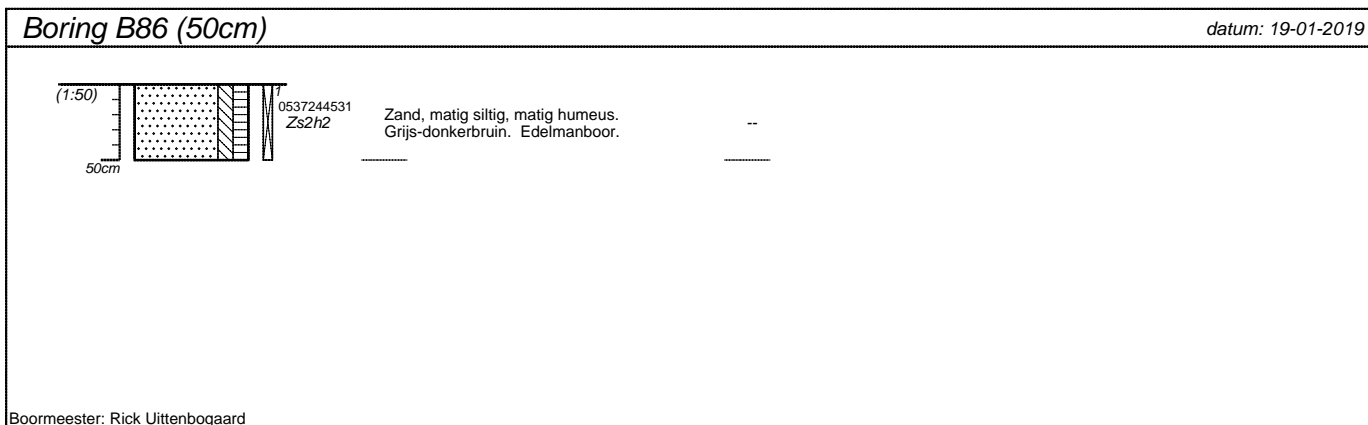 Boring B86 (50cm)
datum: 19-01-2019
(1:50)
1
0537244531
Zs2h2
Zand, matig siltig, matig humeus.
Grijs-donkerbruin. Edelmanboor.
--
50cm
Boormeester: Rick Uittenbogaard